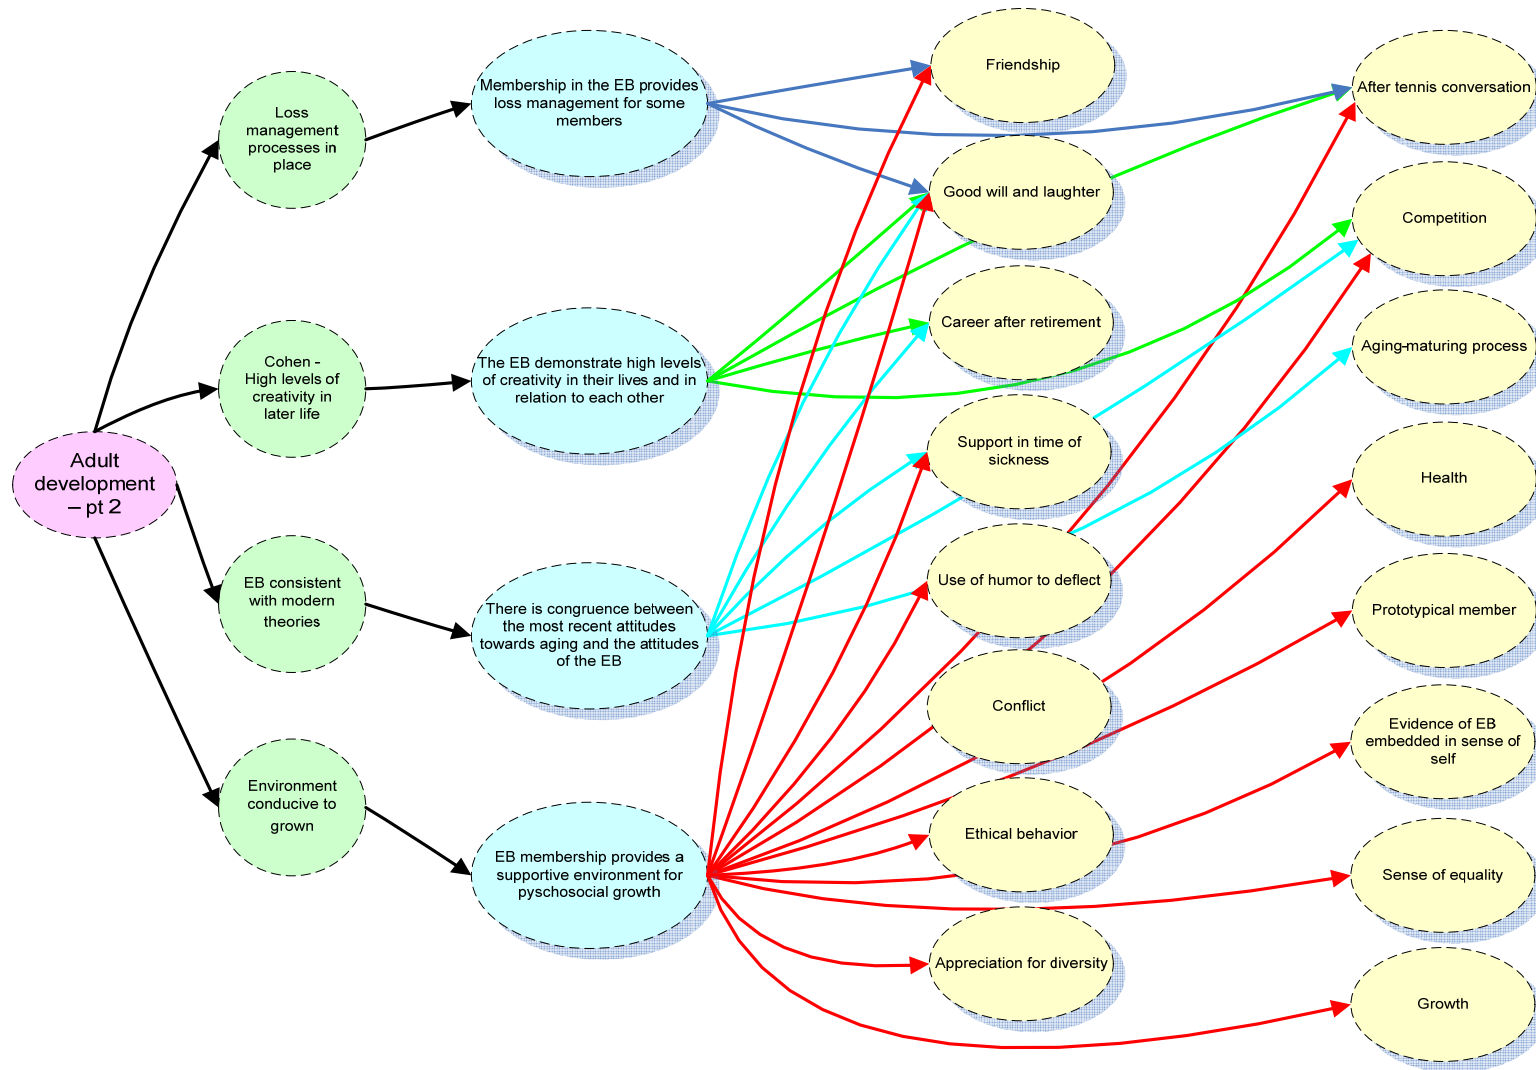 Adult
development
– pt 2
Loss
management
processes in
place
Cohen -
High levels of
creativity in
later life
EB consistent
with modern
theories
Environment
conducive to
grown
Membership in the EB provides
loss management for some
members
The EB demonstrate high levels
of creativity in their lives and in
relation to each other
There is congruence between
the most recent attitudes
towards aging and the attitudes
of the EB
EB membership provides a
supportive environment for
pyschosocial growth
Friendship
Good will and laughter
Career after retirement
Support in time of
sickness
Use of humor to deflect
Conflict
Ethical behavior
Appreciation for diversity
After tennis conversation
Competition
Aging-maturing process
Health
Prototypical member
Evidence of EB
embedded in sense of
self
Sense of equality
Growth